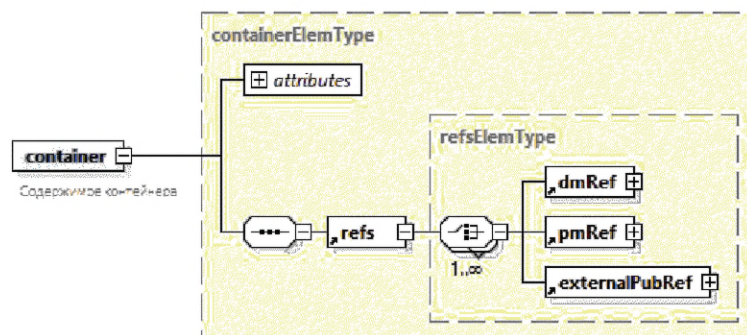 containerElemType
attributes
refsElemType
container
Содержимое контейнера
dmRef
refs
pmRef
1..∞
externalPubRef